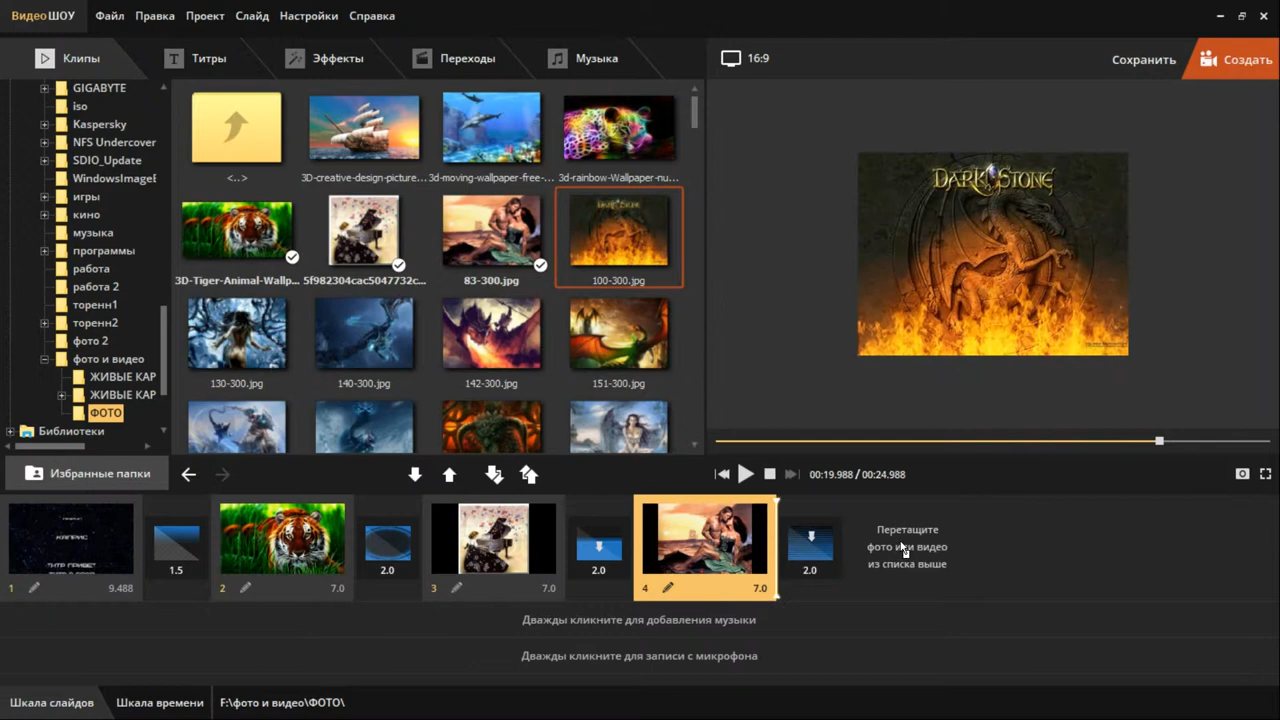 ВидеоШОУ Файл Правка Проект Слайд Настройки Справка
Клипы Титры Эффекты Переходы Музыка
16:9 Сохранить Создать
GIGABYTE
iso
Kaspersky
NFS Undercover
SDIO_Update
WindowsImageB
игры
кино
музыка
программы
работа
работа 2
торенн1
торенн2
фото 2
фото и видео
ЖИВЫЕ КАР
ЖИВЫЕ КАР
ФОТО
Библиотеки
<..> 3D-creative-design-picture... 3d-moving-wallpaper-free-... 3d-rainbow-Wallpaper-nu...
3D-Tiger-Animal-Wallp... 5f982304cac5047732c... 83-300.jpg 100-300.jpg
130-300.jpg 140-300.jpg 142-300.jpg 151-300.jpg
DARK STONE
Избранные папки
00:19.988 / 00:24.988
КАПРИС
1 9.488
1.5
2 7.0
2.0
3 7.0
2.0
4 7.0
2.0
Перетащите
фото или видео
из списка выше
Дважды кликните для добавления музыки
Дважды кликните для записи с микрофона
Шкала слайдов Шкала времени F:\фото и видео\ФОТО\